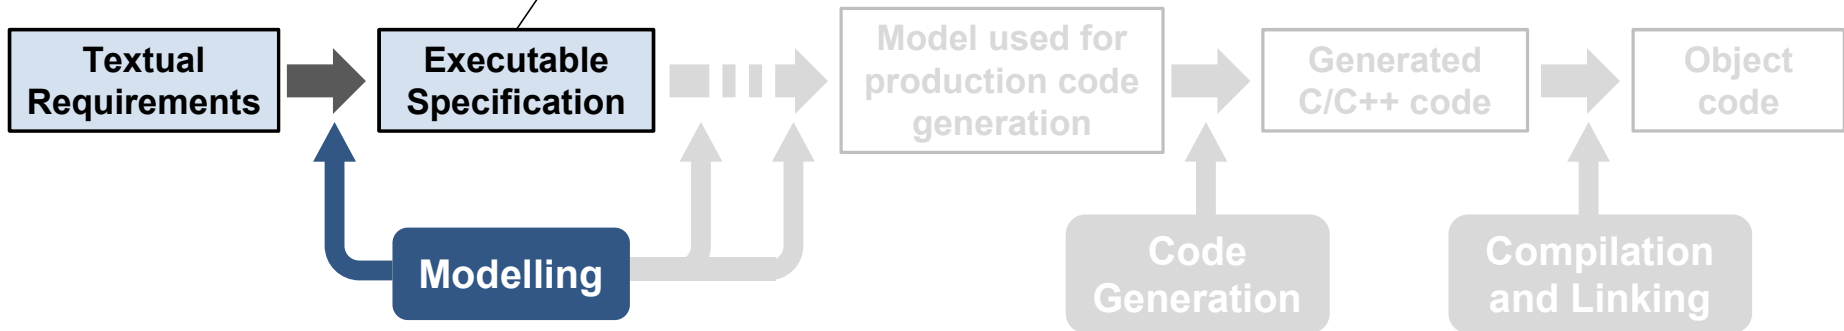 Textual
Requirements
Executable
Specification
Model used for
production code
generation
Generated
C/C++ code
Object
code
Modelling
Code
Generation
Compilation
and Linking